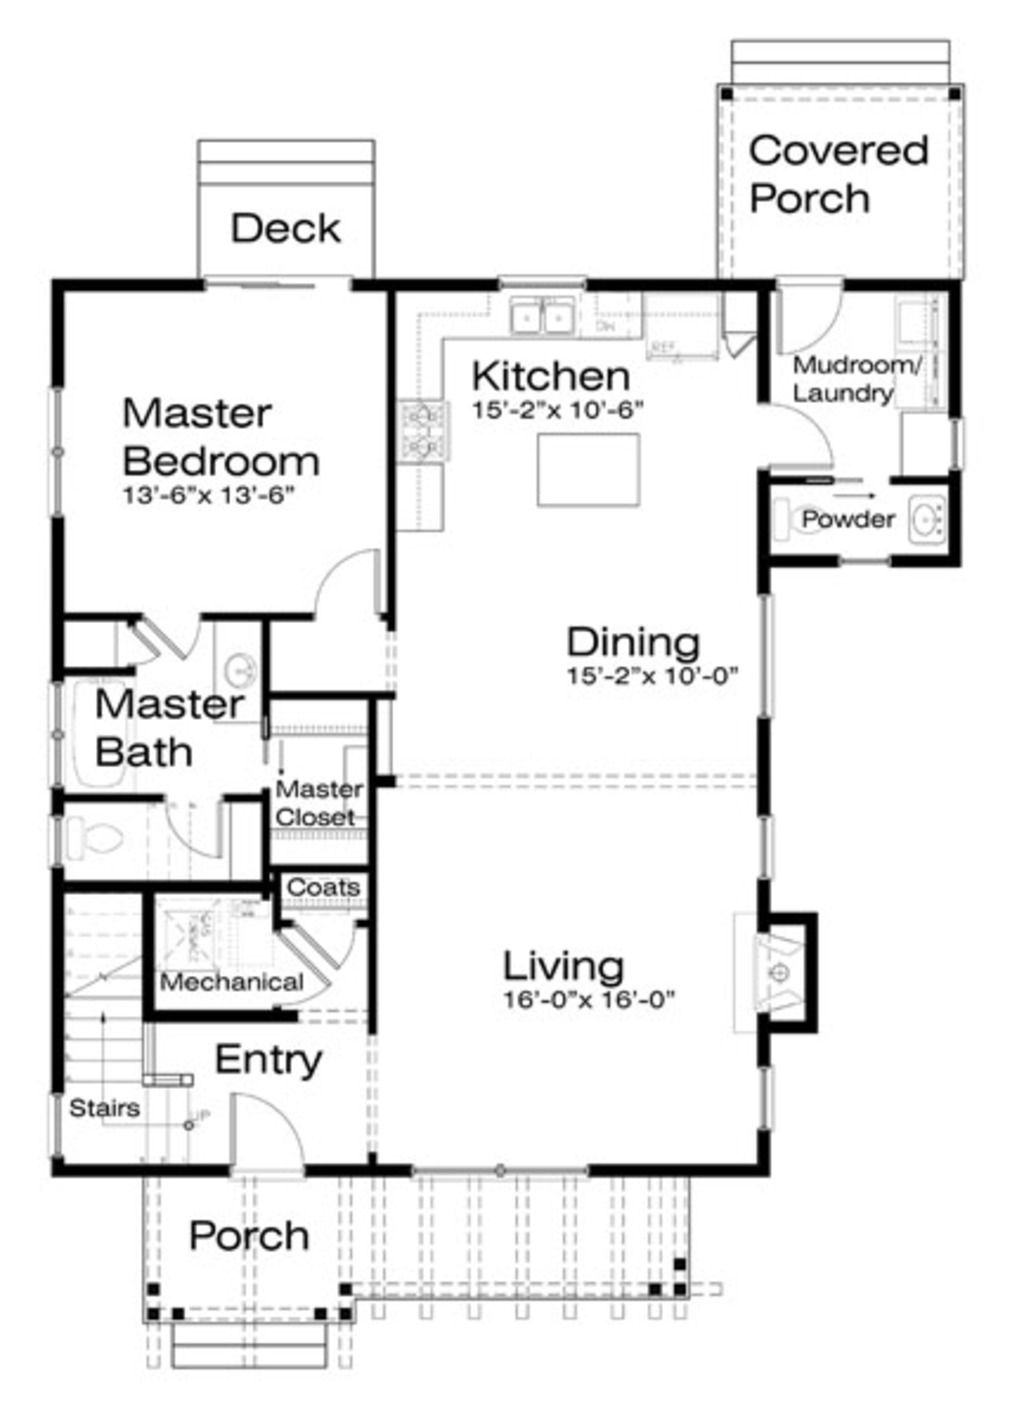 Covered
Porch
Deck
Kitchen
15'-2"x 10'-6"
REF.
DW
Mudroom/
Laundry
Master
Bedroom
13'-6"x 13'-6"
Powder
Dining
15'-2"x 10'-0"
Master
Bath
Master
Closet
Coats
GAS
FURNACE
Mechanical
Living
16'-0"x 16'-0"
Entry
Stairs
UP
Porch